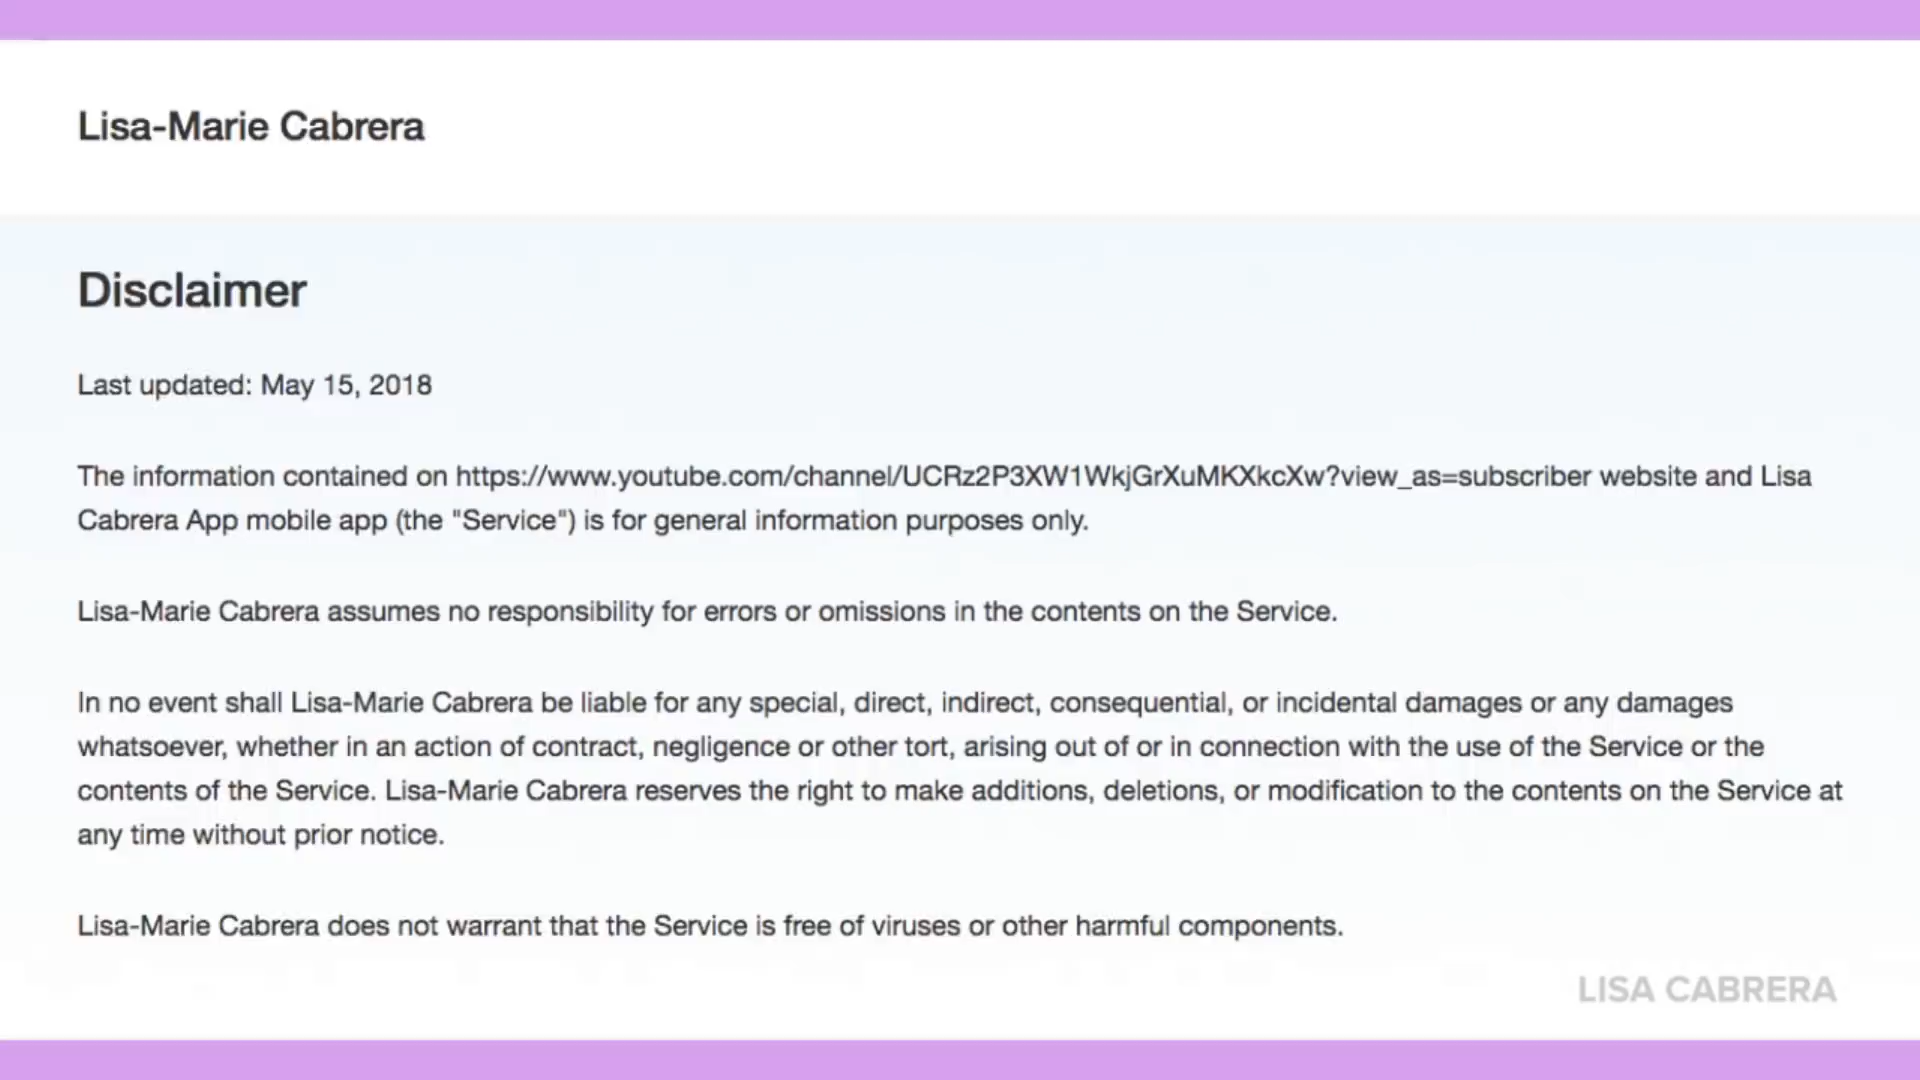 Lisa-Marie Cabrera
Disclaimer
Last updated: May 15, 2018
The information contained on https://www.youtube.com/channel/UCRz2P3XW1WkjGrXuMKXkcXw?view_as=subscriber website and Lisa
Cabrera App mobile app (the "Service") is for general information purposes only.
Lisa-Marie Cabrera assumes no responsibility for errors or omissions in the contents on the Service.
In no event shall Lisa-Marie Cabrera be liable for any special, direct, indirect, consequential, or incidental damages or any damages
whatsoever, whether in an action of contract, negligence or other tort, arising out of or in connection with the use of the Service or the
contents of the Service. Lisa-Marie Cabrera reserves the right to make additions, deletions, or modification to the contents on the Service at
any time without prior notice.
Lisa-Marie Cabrera does not warrant that the Service is free of viruses or other harmful components.
LISA CABRERA